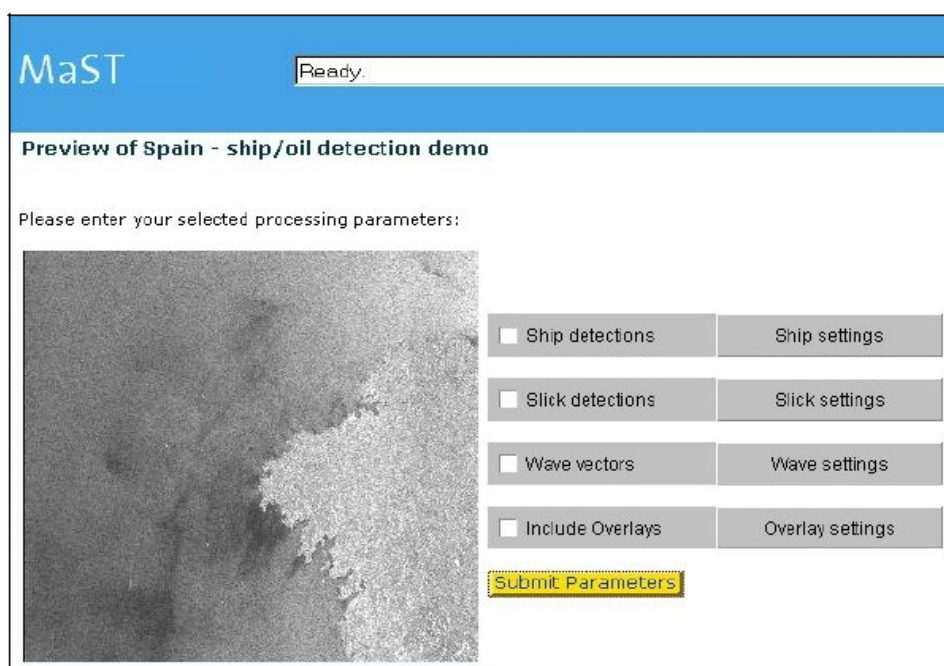 MaST
Ready.
Preview of Spain - ship/oil detection demo
Please enter your selected processing parameters:
Ship detections
Ship settings
Slick detections
Slick settings
Wave vectors
Wave settings
Include Overlays
Overlay settings
Submit Parameters